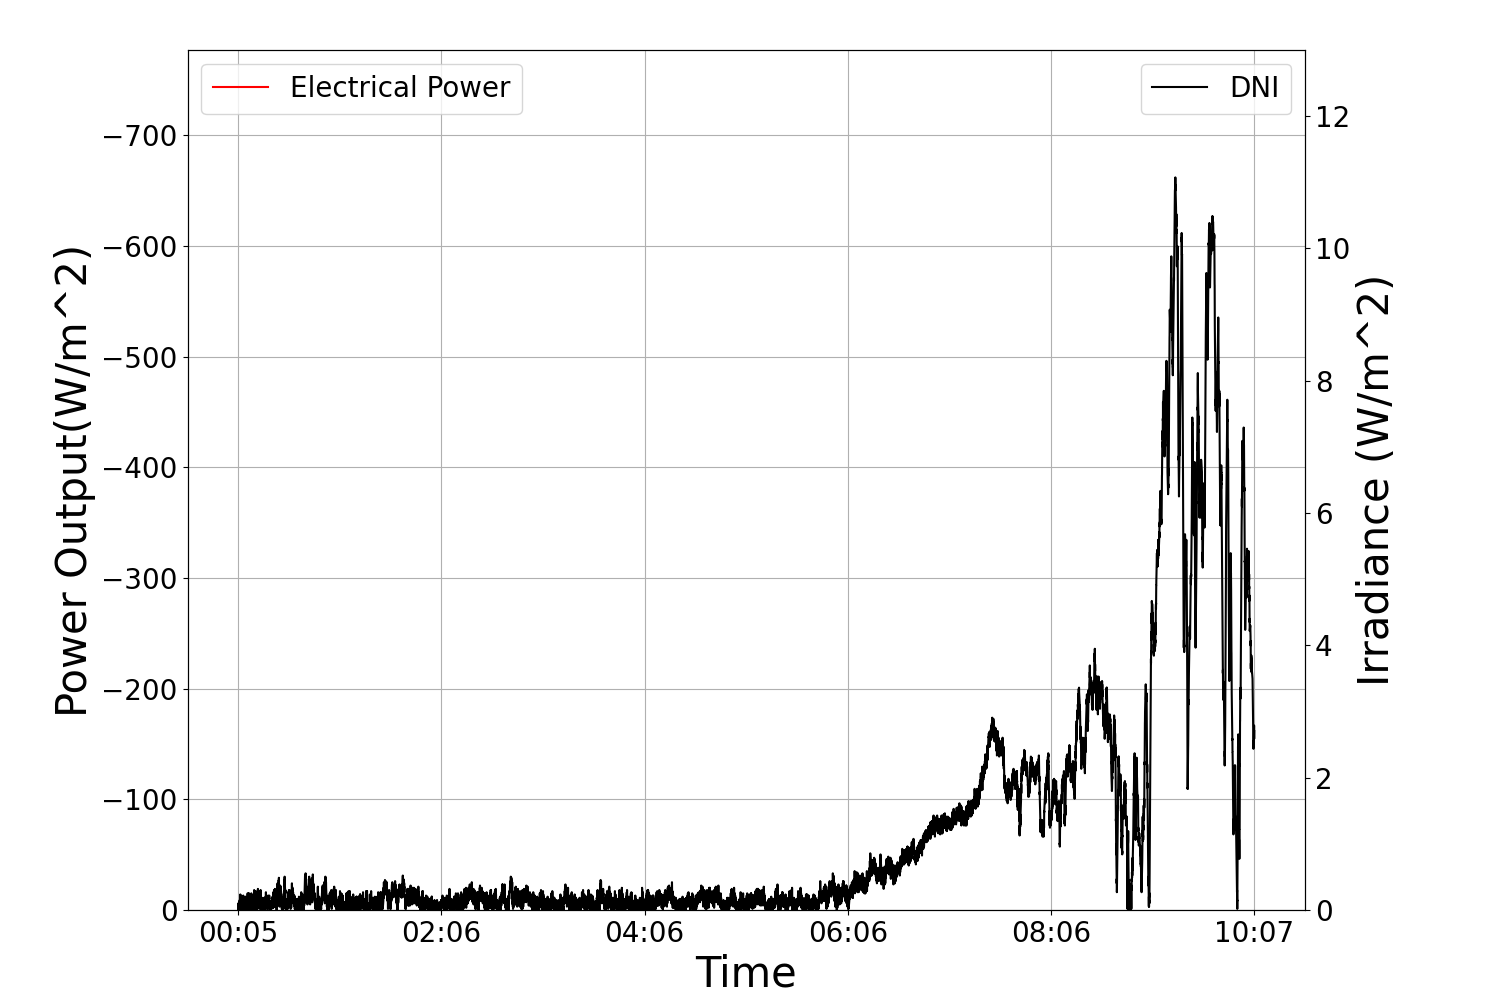 Electrical Power
DNI
Power Output(W/m^2)
−700
−600
−500
−400
−300
−200
−100
0
12
10
8
6
4
2
0
Irradiance (W/m^2)
00:05 02:06 04:06 06:06 08:06 10:07
Time